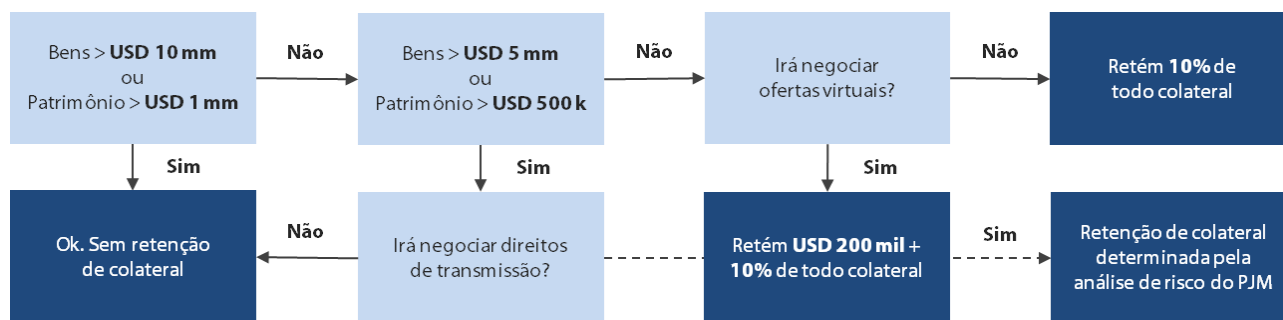 Bens > USD 10 mm
ou
Patrimônio > USD 1 mm
Não
Bens > USD 5 mm
ou
Patrimônio > USD 500 k
Não
Irá negociar
ofertas virtuais?
Não
Retém 10% de
todo colateral
Sim
Sim
Sim
Ok. Sem retenção
de colateral
Não
Irá negociar direitos
de transmissão?
Retém USD 200 mil +
10% de todo colateral
Sim
Retenção de colateral
determinada pela
análise de risco do PJM